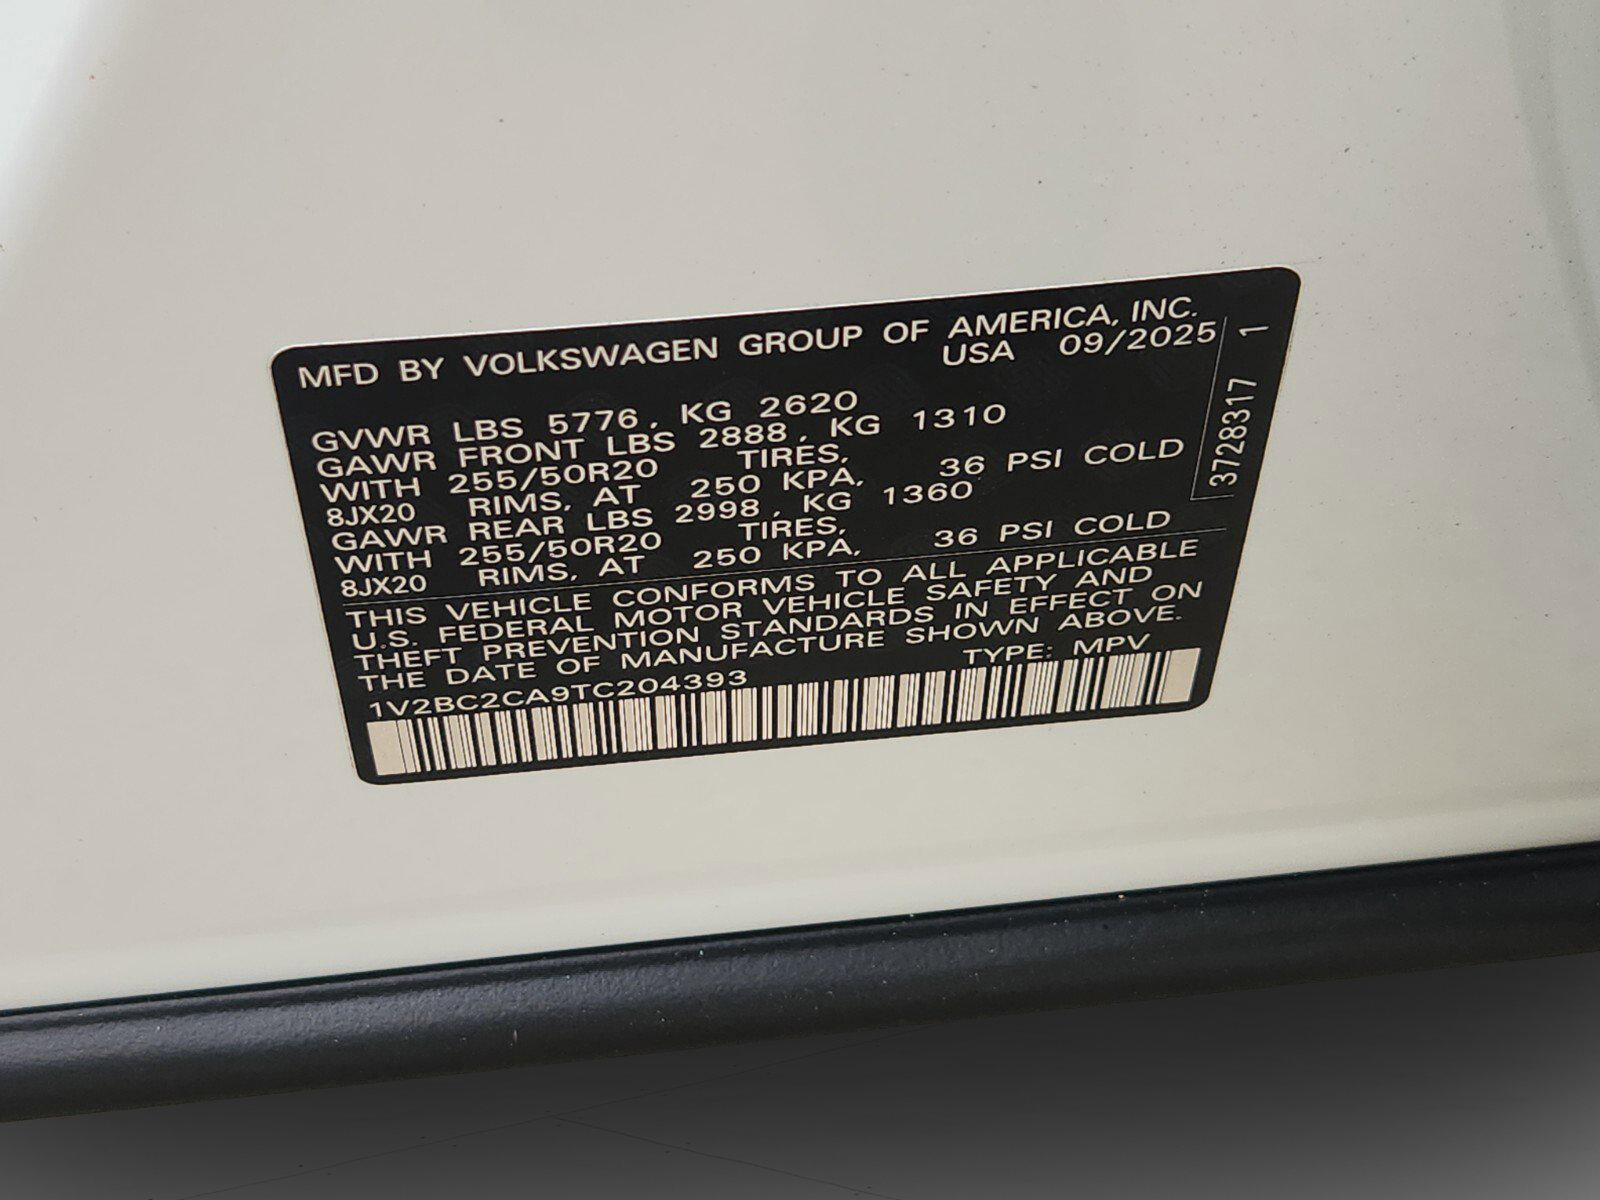 MFD BY VOLKSWAGEN GROUP OF AMERICA, INC.
USA 09/2025
GVWR LBS 5776, KG 2620
GAWR FRONT LBS 2888, KG 1310
WITH 255/50R20 TIRES,
8JX20 RIMS, AT 250 KPA, 36 PSI COLD
GAWR REAR LBS 2998, KG 1360
WITH 255/50R20 TIRES,
8JX20 RIMS, AT 250 KPA, 36 PSI COLD
THIS VEHICLE CONFORMS TO ALL APPLICABLE
U.S. FEDERAL MOTOR VEHICLE SAFETY AND
THEFT PREVENTION STANDARDS IN EFFECT ON
THE DATE OF MANUFACTURE SHOWN ABOVE.
1V2BC2CA9TC204393 TYPE: MPV
37283317 1